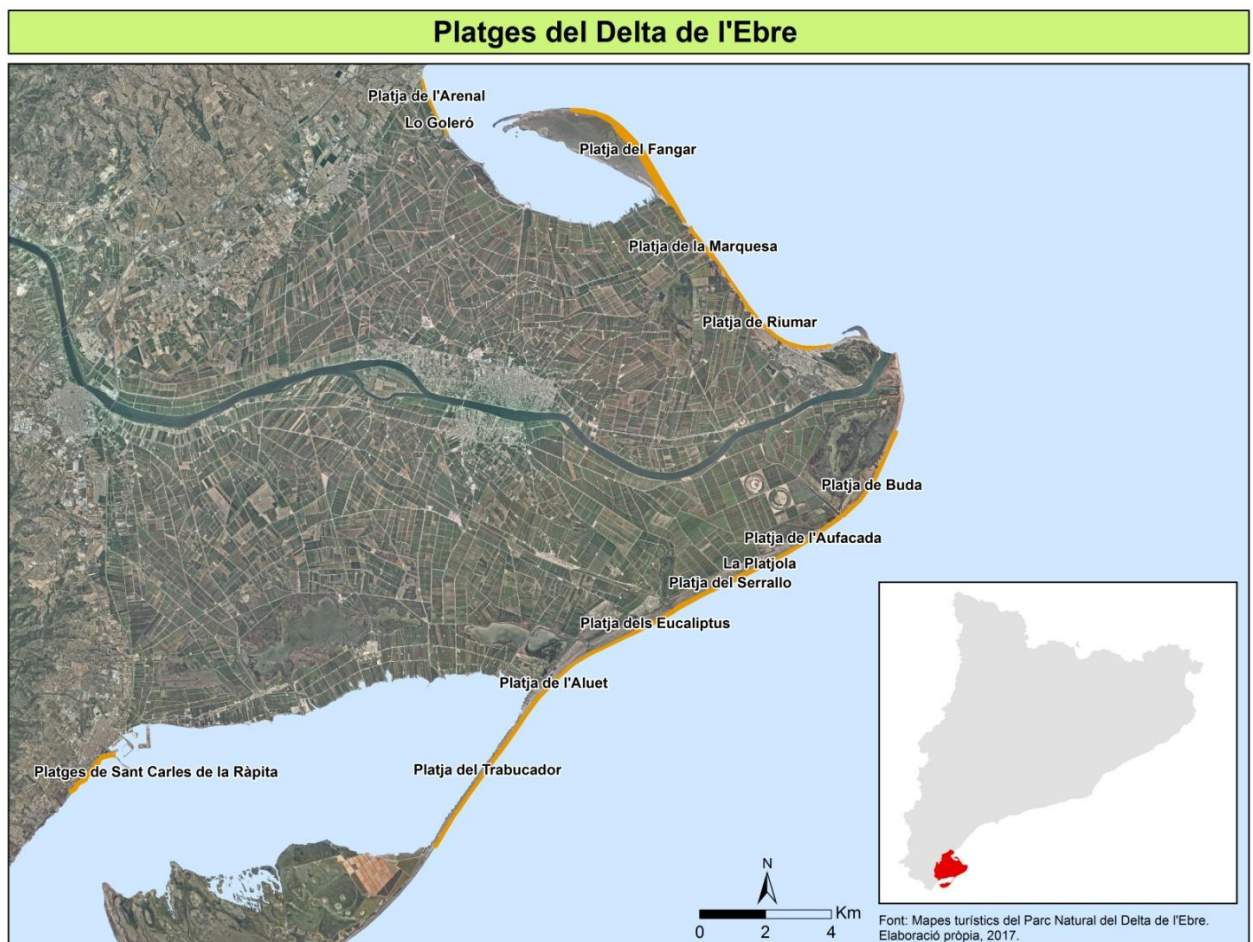 Platges del Delta de l'Ebre
Platja de l'Arenal
Lo Goleró
Platja del Fangar
Platja de la Marquesa
Platja de Riumar
Platja de Buda
Platja de l'Aufacada
La Platjola
Platja del Serrallo
Platja dels Eucaliptus
Platja de l'Aluet
Platja del Trabucador
Platges de Sant Carles de la Ràpita
N
Km
0 2 4
Font: Mapes turístics del Parc Natural del Delta de l'Ebre.
Elaboració pròpia, 2017.